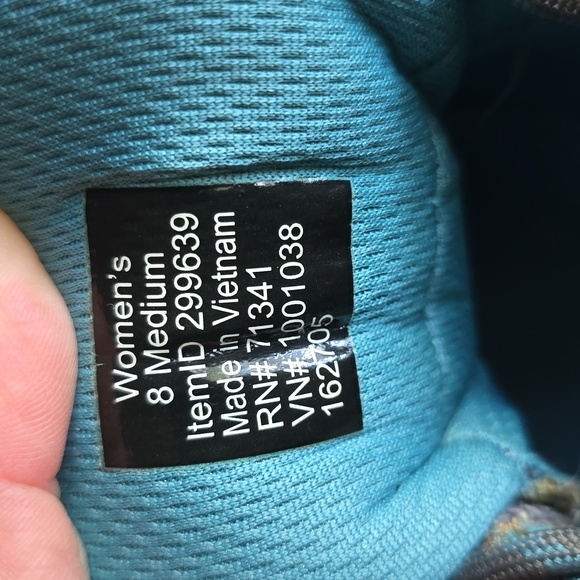 Women's
8 Medium
ItemID 299639
Made in Vietnam
RN# 71341
VN# 1001038
162705